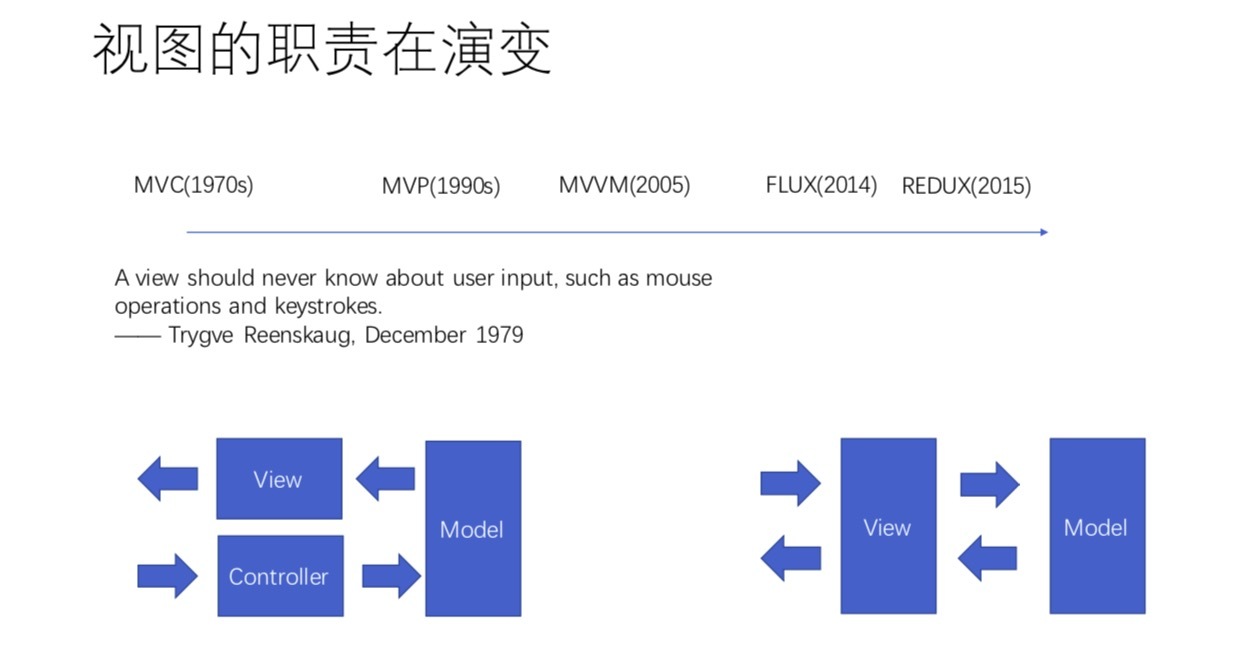 视图的职责在演变
MVC(1970s) MVP(1990s) MVVM(2005) FLUX(2014) REDUX(2015)
A view should never know about user input, such as mouse
operations and keystrokes.
—— Trygve Reenskaug, December 1979
View
Controller
Model
View
Model